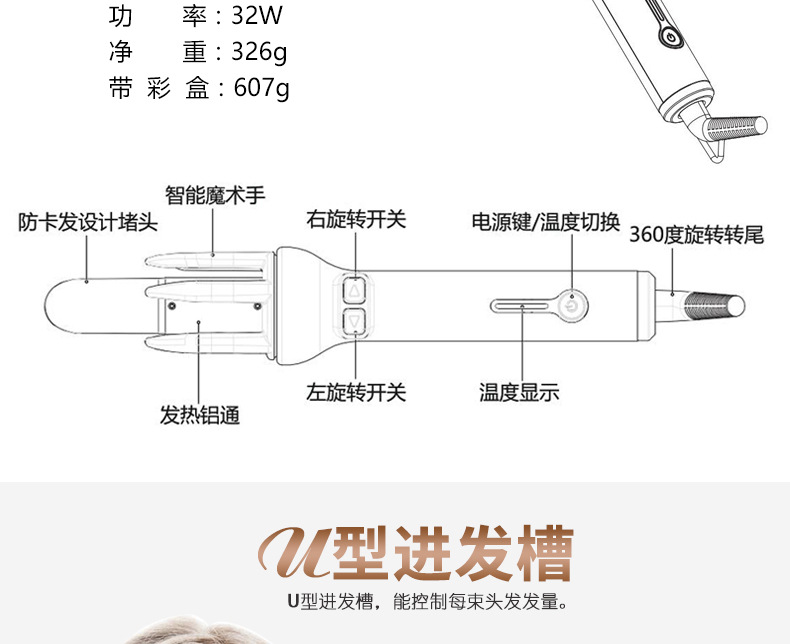 功 率：32W
净 重：326g
带 彩 盒：607g
智能魔术手
防卡发设计堵头
右旋转开关
电源键/温度切换
360度旋转转尾
左旋转开关
温度显示
发热铝通
U型进发槽
U型进发槽，能控制每束头发发量。